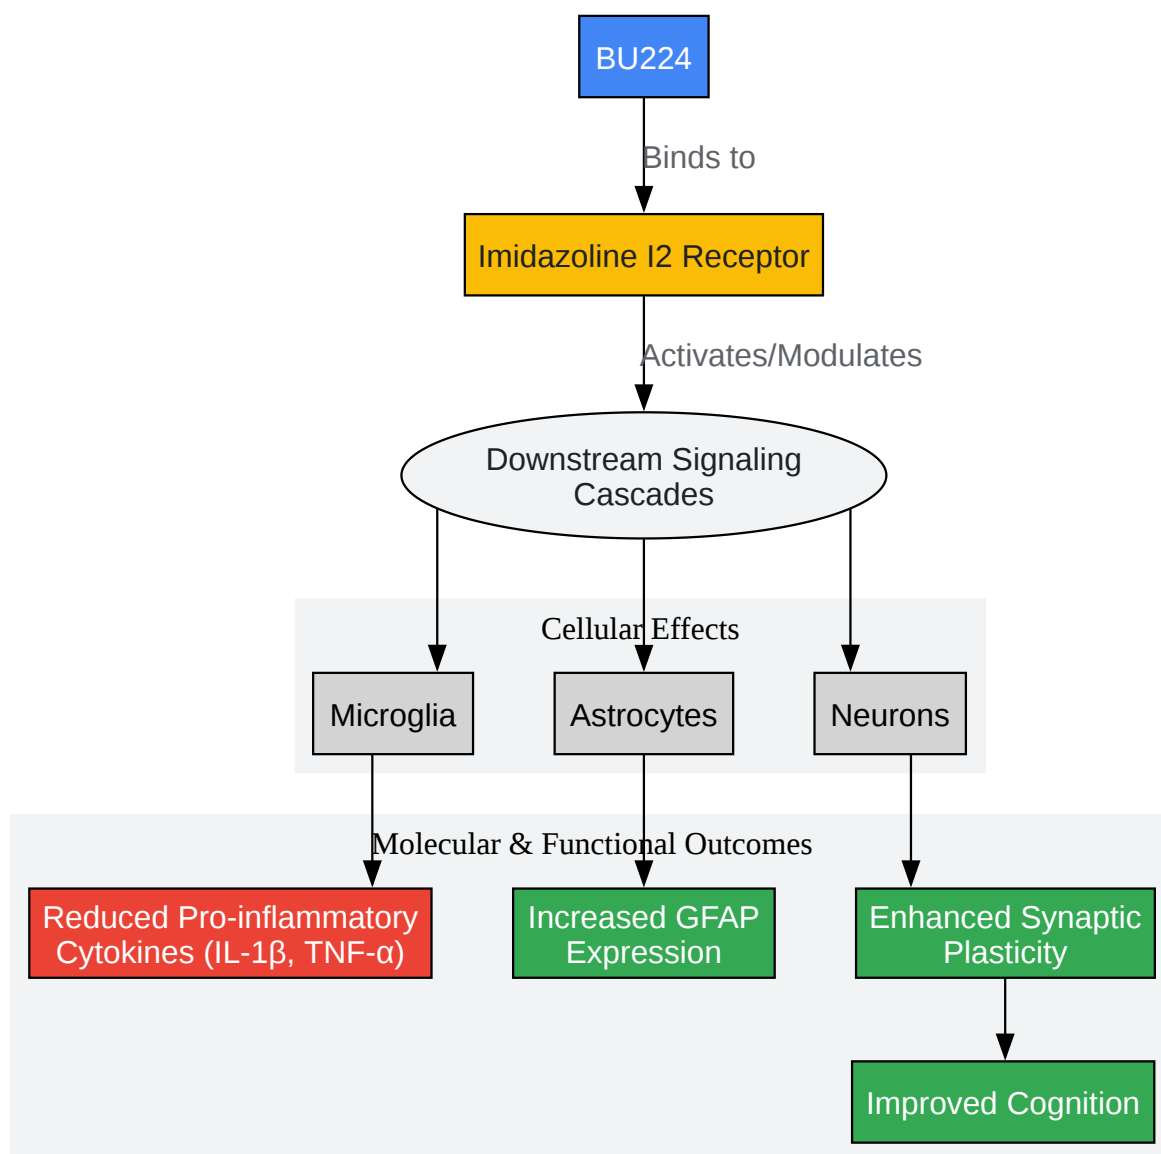 BU224
Binds to
Imidazoline I2 Receptor
Activates/Modulates
Downstream Signaling
Cascades
Cellular Effects
Microglia
Astrocytes
Neurons
Molecular & Functional Outcomes
Reduced Pro-inflammatory
Cytokines (IL-1β, TNF-α)
Increased GFAP
Expression
Enhanced Synaptic
Plasticity
Improved Cognition